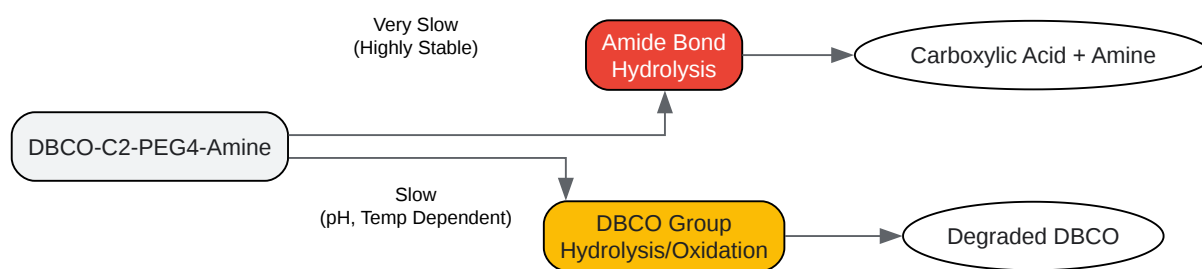 Very Slow
(Highly Stable)
Amide Bond
Hydrolysis
Carboxylic Acid + Amine
DBCO-C2-PEG4-Amine
Slow
(pH, Temp Dependent)
DBCO Group
Hydrolysis/Oxidation
Degraded DBCO